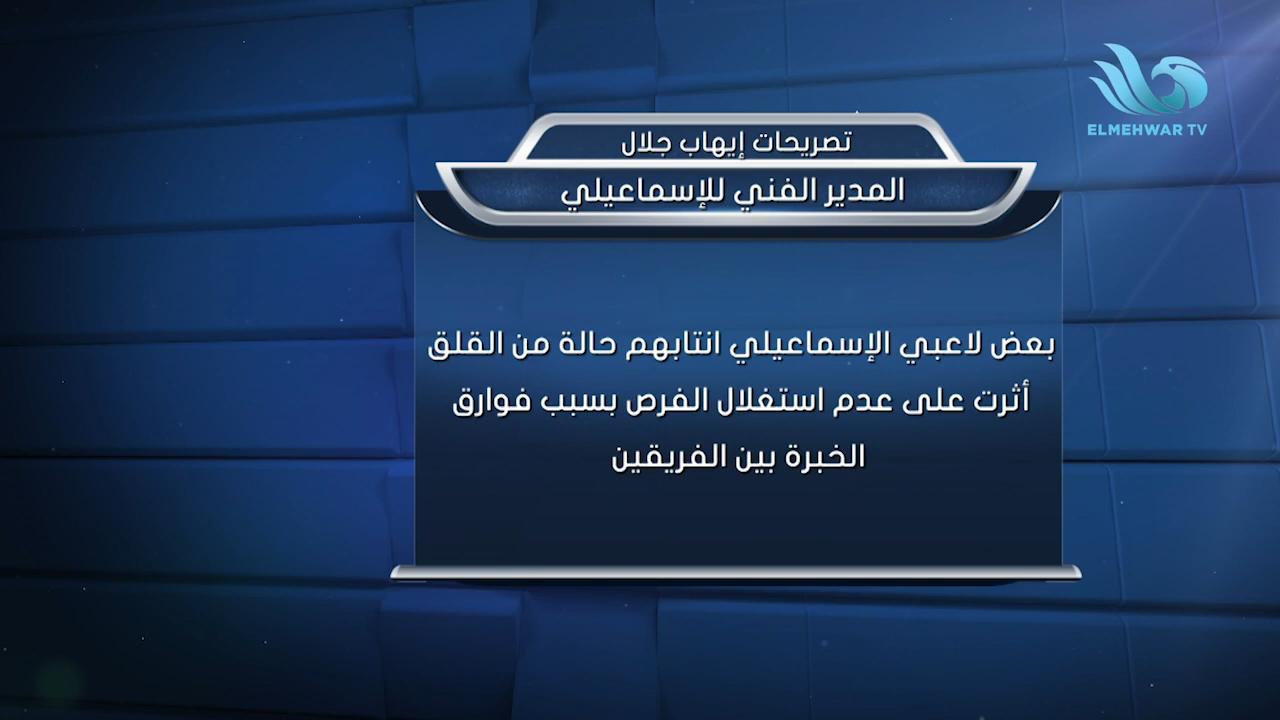 ELMEHWAR TV
تصريحات إيهاب جلال
المدير الفني للإسماعيلي
بعض لاعبي الإسماعيلي انتابهم حالة من القلق
أثرت على عدم استغلال الفرص بسبب فوارق
الخبرة بين الفريقين